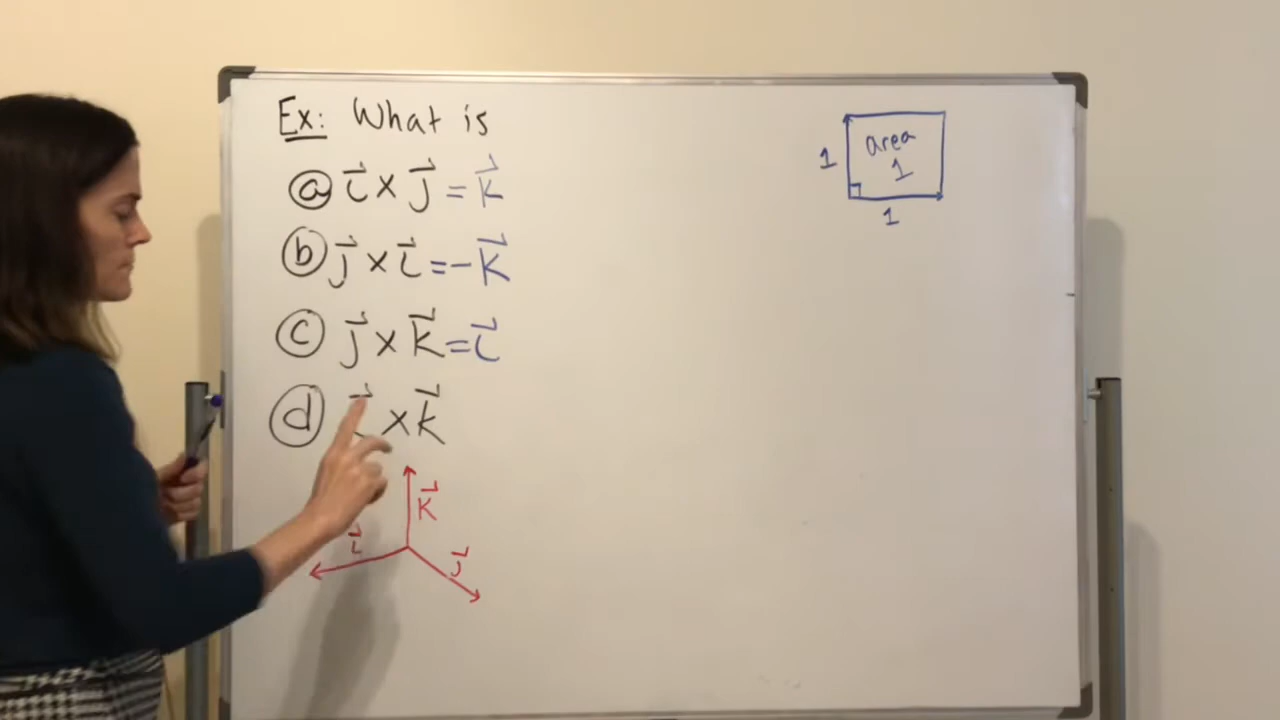 Ex: What is
ⓐ i⃗ × j⃗ = k⃗
ⓑ j⃗ × i⃗ = -k⃗
ⓒ j⃗ × k⃗ = i⃗
ⓓ × k⃗
k⃗
i⃗
j⃗
area
1
1
1